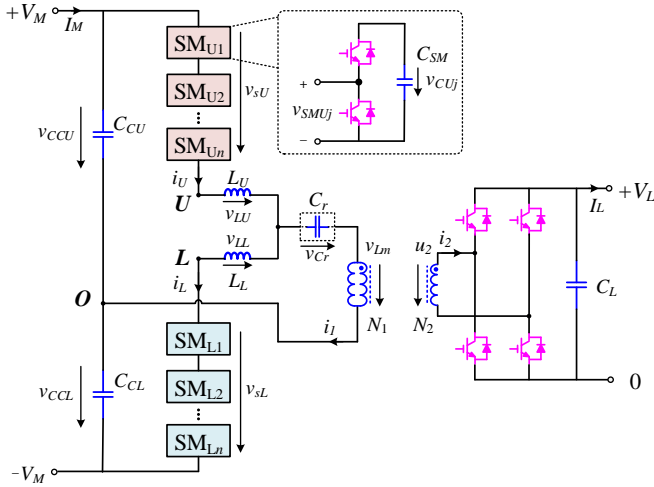 +V_M
I_M
SM_U1
SM_U2
SM_Un
v_sU
C_SM
v_CUj
+
v_SMUj
−
v_CCU
C_CU
i_U
L_U
U
v_LU
C_r
v_Cr
L
v_LL
i_L
L_L
O
v_Lm
N_1
i_1
u_2
i_2
N_2
I_L
+V_L
C_L
0
SM_L1
SM_L2
SM_Ln
v_sL
v_CCL
C_CL
-V_M